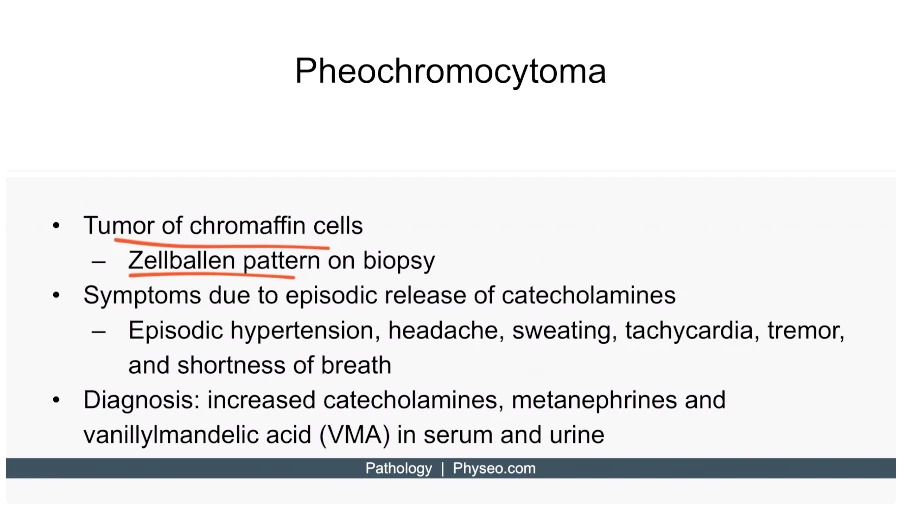 Pheochromocytoma
• Tumor of chromaffin cells
– Zellballen pattern on biopsy
• Symptoms due to episodic release of catecholamines
– Episodic hypertension, headache, sweating, tachycardia, tremor,
and shortness of breath
• Diagnosis: increased catecholamines, metanephrines and
vanillylmandelic acid (VMA) in serum and urine
Pathology | Physeo.com